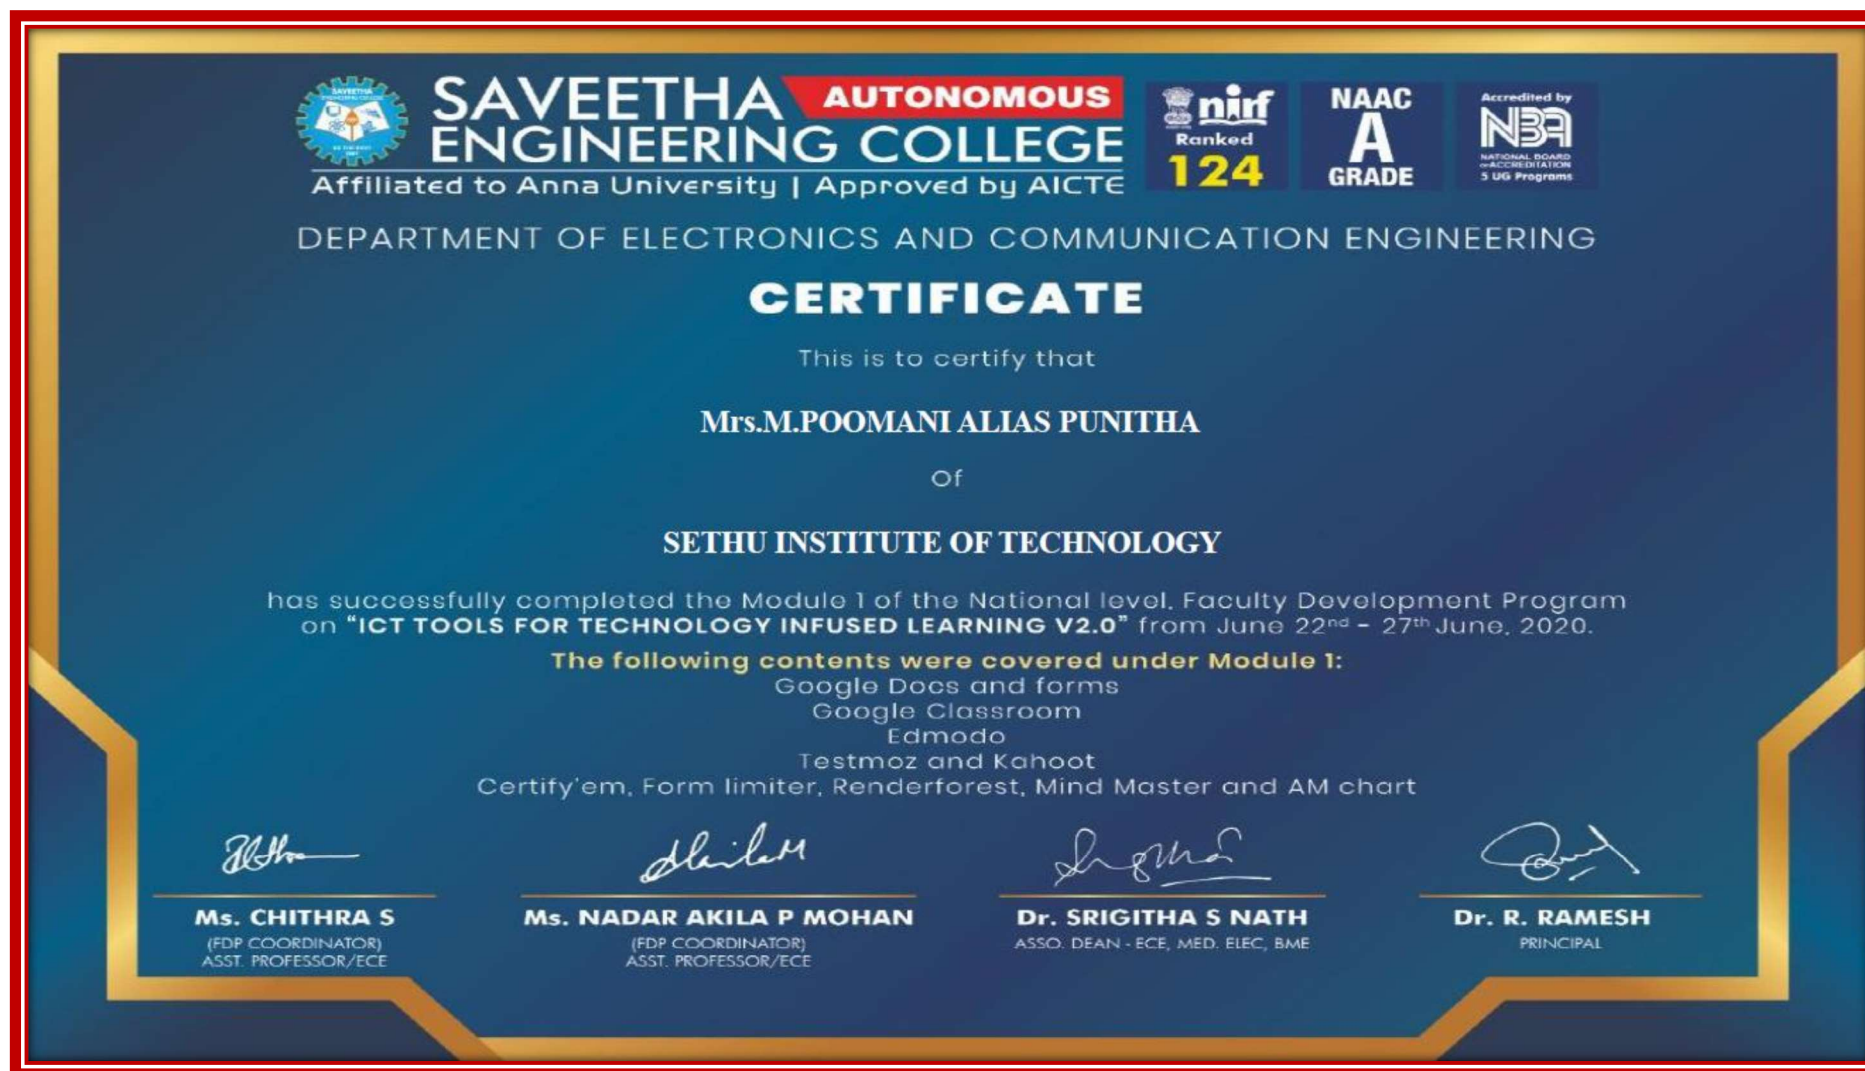 SAVEETHA AUTONOMOUS
ENGINEERING COLLEGE
Affiliated to Anna University | Approved by AICTE
SAVEETHA
nirf
Ranked
124
NAAC
A
GRADE
Accredited by
NBA
NATIONAL BOARD
of ACCREDITATION
5 UG Programs
DEPARTMENT OF ELECTRONICS AND COMMUNICATION ENGINEERING
CERTIFICATE
This is to certify that
Mrs.M.POOMANI ALIAS PUNITHA
Of
SETHU INSTITUTE OF TECHNOLOGY
has successfully completed the Module 1 of the National level, Faculty Development Program
on “ICT TOOLS FOR TECHNOLOGY INFUSED LEARNING V2.0” from June 22nd - 27th June, 2020.
The following contents were covered under Module 1:
Google Docs and forms
Google Classroom
Edmodo
Testmoz and Kahoot
Certify'em, Form limiter, Renderforest, Mind Master and AM chart
Ms. CHITHRA S
(FDP COORDINATOR)
ASST. PROFESSOR/ECE
Ms. NADAR AKILA P MOHAN
(FDP COORDINATOR)
ASST. PROFESSOR/ECE
Dr. SRIGITHA S NATH
ASSO. DEAN - ECE, MED. ELEC, BME
Dr. R. RAMESH
PRINCIPAL